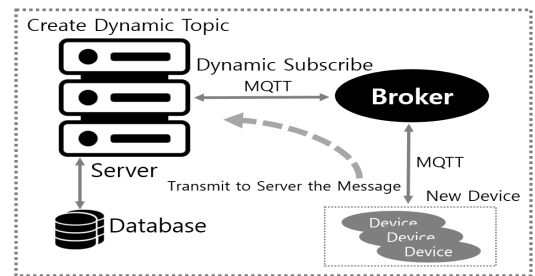 Create Dynamic Topic
Dynamic Subscribe
MQTT
Broker
Server
MQTT
Transmit to Server the Message
New Device
Database
Device
Device
Device